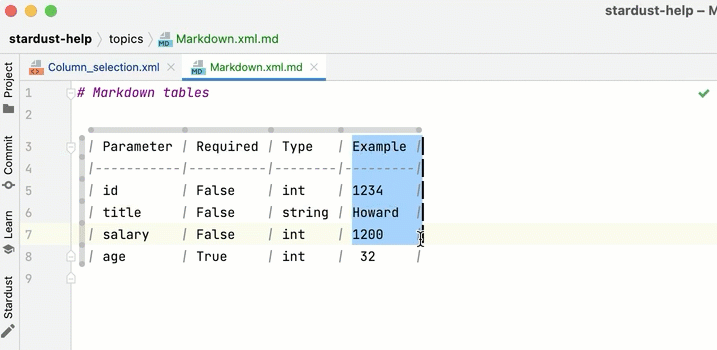 stardust-help – M
stardust-help topics Markdown.xml.md
Column_selection.xml Markdown.xml.md
1 # Markdown tables
2
3 | Parameter | Required | Type | Example |
4 |-----------|----------|--------|---------|
5 | id | False | int | 1234 |
6 | title | False | string | Howard |
7 | salary | False | int | 1200 |
8 | age | True | int | 32 |
9
Project
Commit
Learn
Stardust